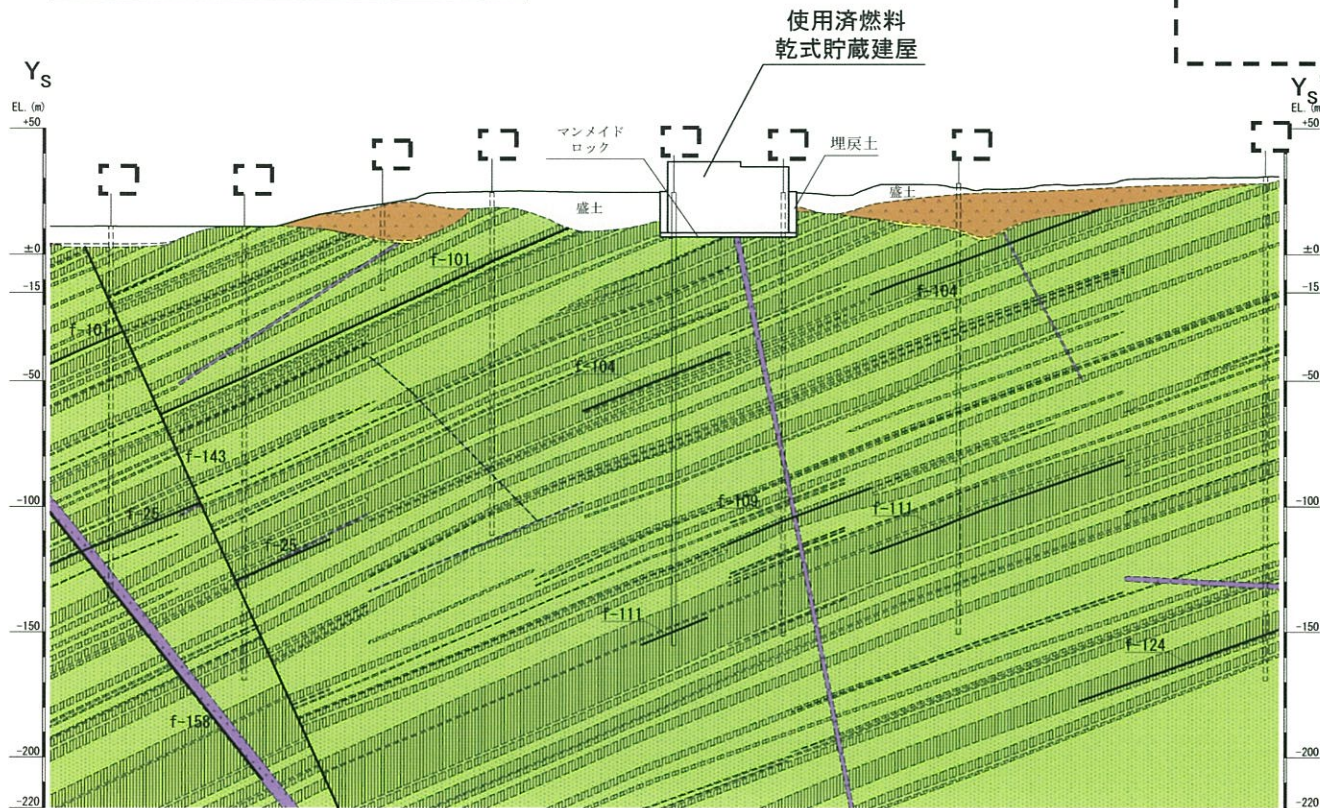 使用済燃料
乾式貯蔵建屋
Ys
EL. (m)
+50
±0
-15
-50
-100
-150
-200
-220
マンメイド
ロック
埋戻土
盛土
盛土
Ys
EL. (m)
+50
±0
-15
-50
-100
-150
-200
-220
f-101
f-101
f-104
f-104
f-143
f-25
f-109
f-111
f-111
f-124
f-158